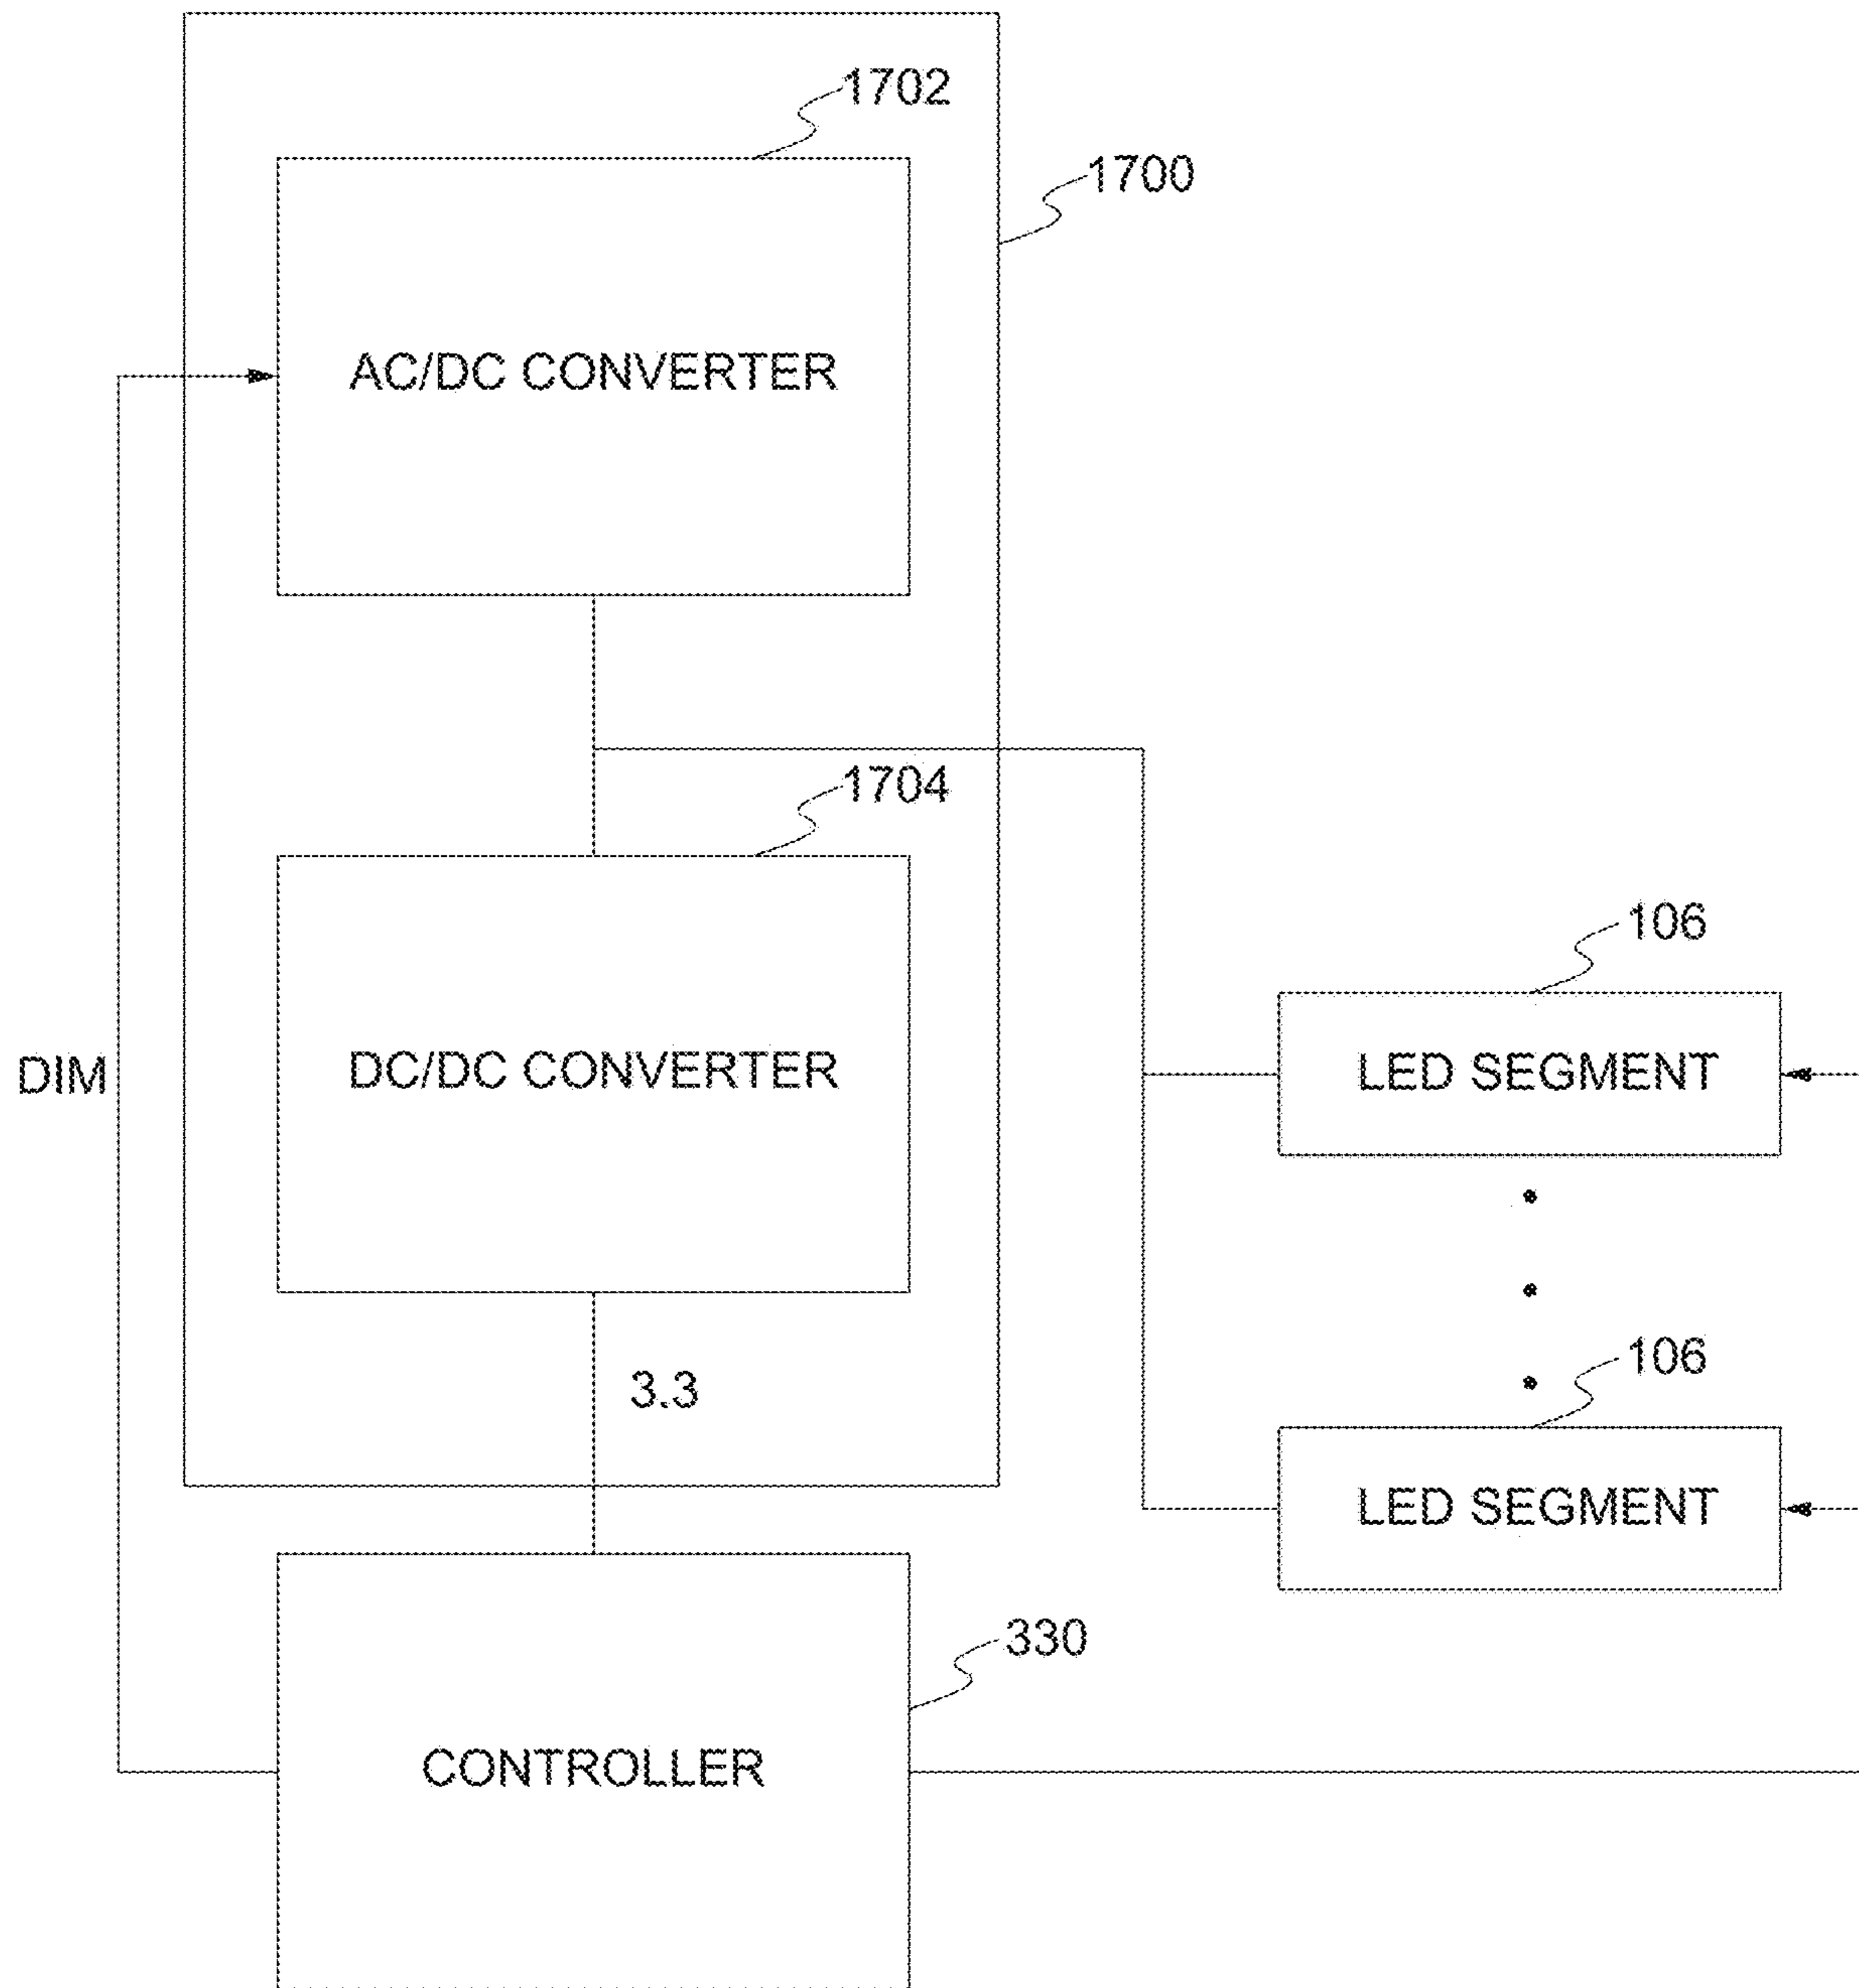 1702
1700
AC/DC CONVERTER
1704
106
DIM
DC/DC CONVERTER
LED SEGMENT
3.3
106
LED SEGMENT
330
CONTROLLER